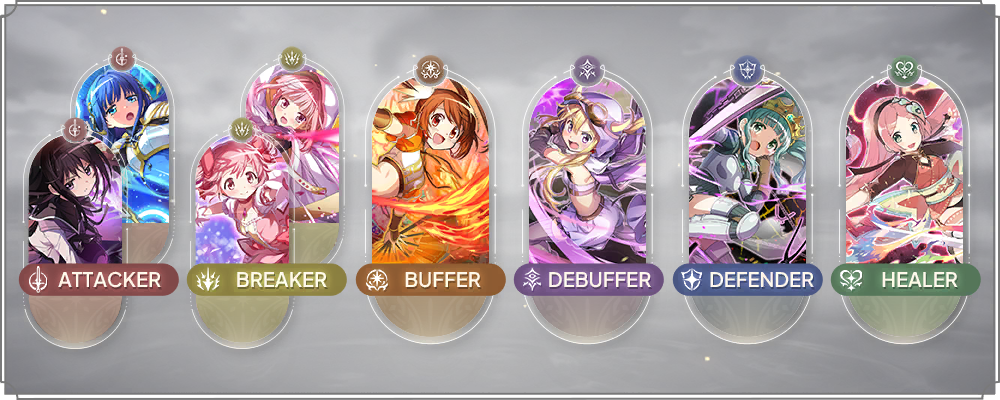 ATTACKER
BREAKER
BUFFER
DEBUFFER
DEFENDER
HEALER